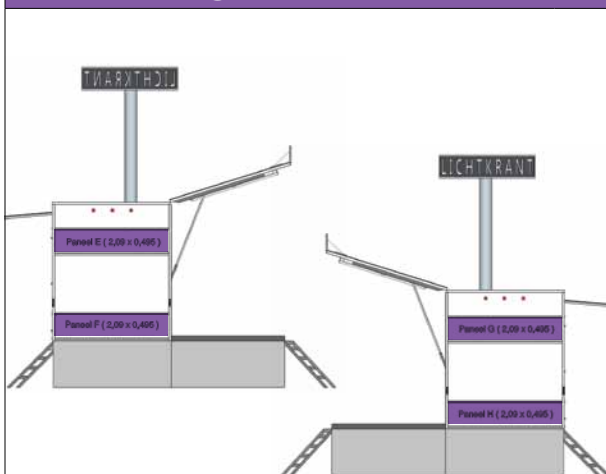 LICHTKRANT
LICHTKRANT
Paneel E ( 2,09 x 0,495 )
Paneel F ( 2,09 x 0,495 )
Paneel G ( 2,09 x 0,495 )
Paneel H ( 2,09 x 0,495 )